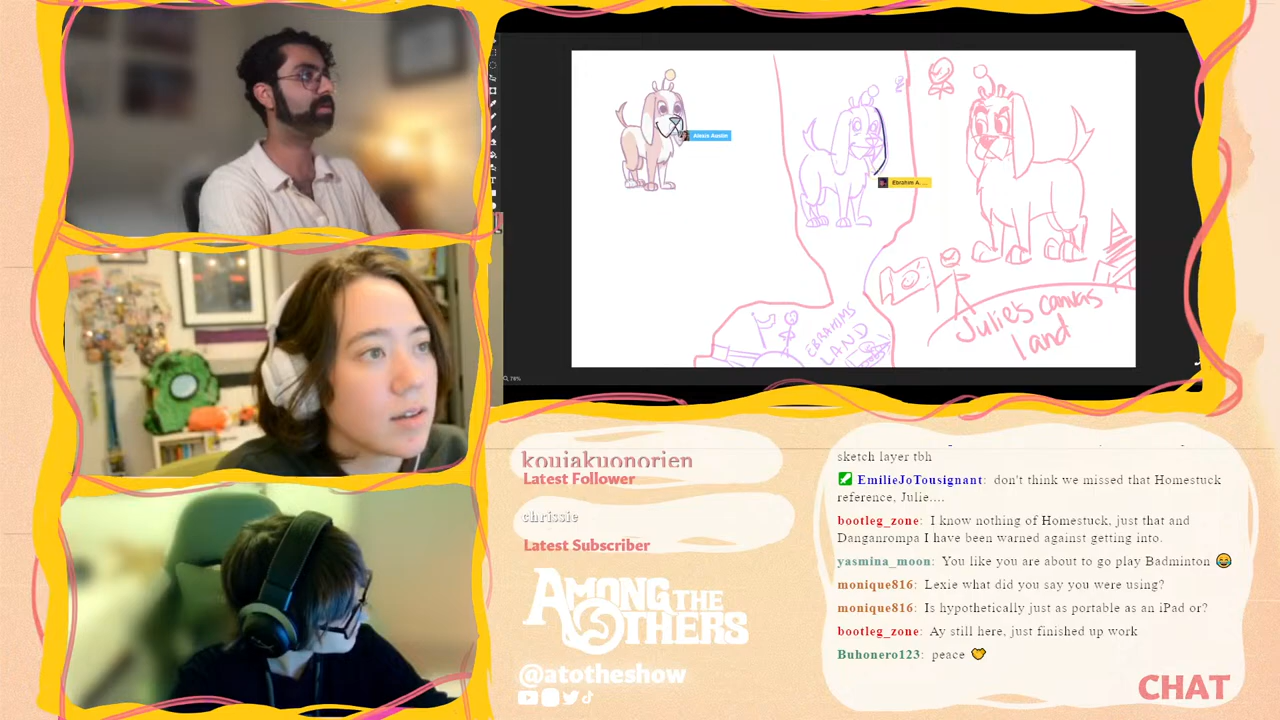 Alexis Austin
Ebrahim A....
Julie's canvas
land
EBRAHIMS
LAND
76%
koujakuonorien
Latest Follower
chrissie
Latest Subscriber
AMONG THE
OTHERS
@atotheshow
sketch layer tbh
EmilieJoTousignant: don't think we missed that Homestuck
reference, Julie....
bootleg_zone: I know nothing of Homestuck, just that and
Danganrompa I have been warned against getting into.
yasmina_moon: You like you are about to go play Badminton 😅
monique816: Lexie what did you say you were using?
monique816: Is hypothetically just as portable as an iPad or?
bootleg_zone: Ay still here, just finished up work
Buhonero123: peace
CHAT